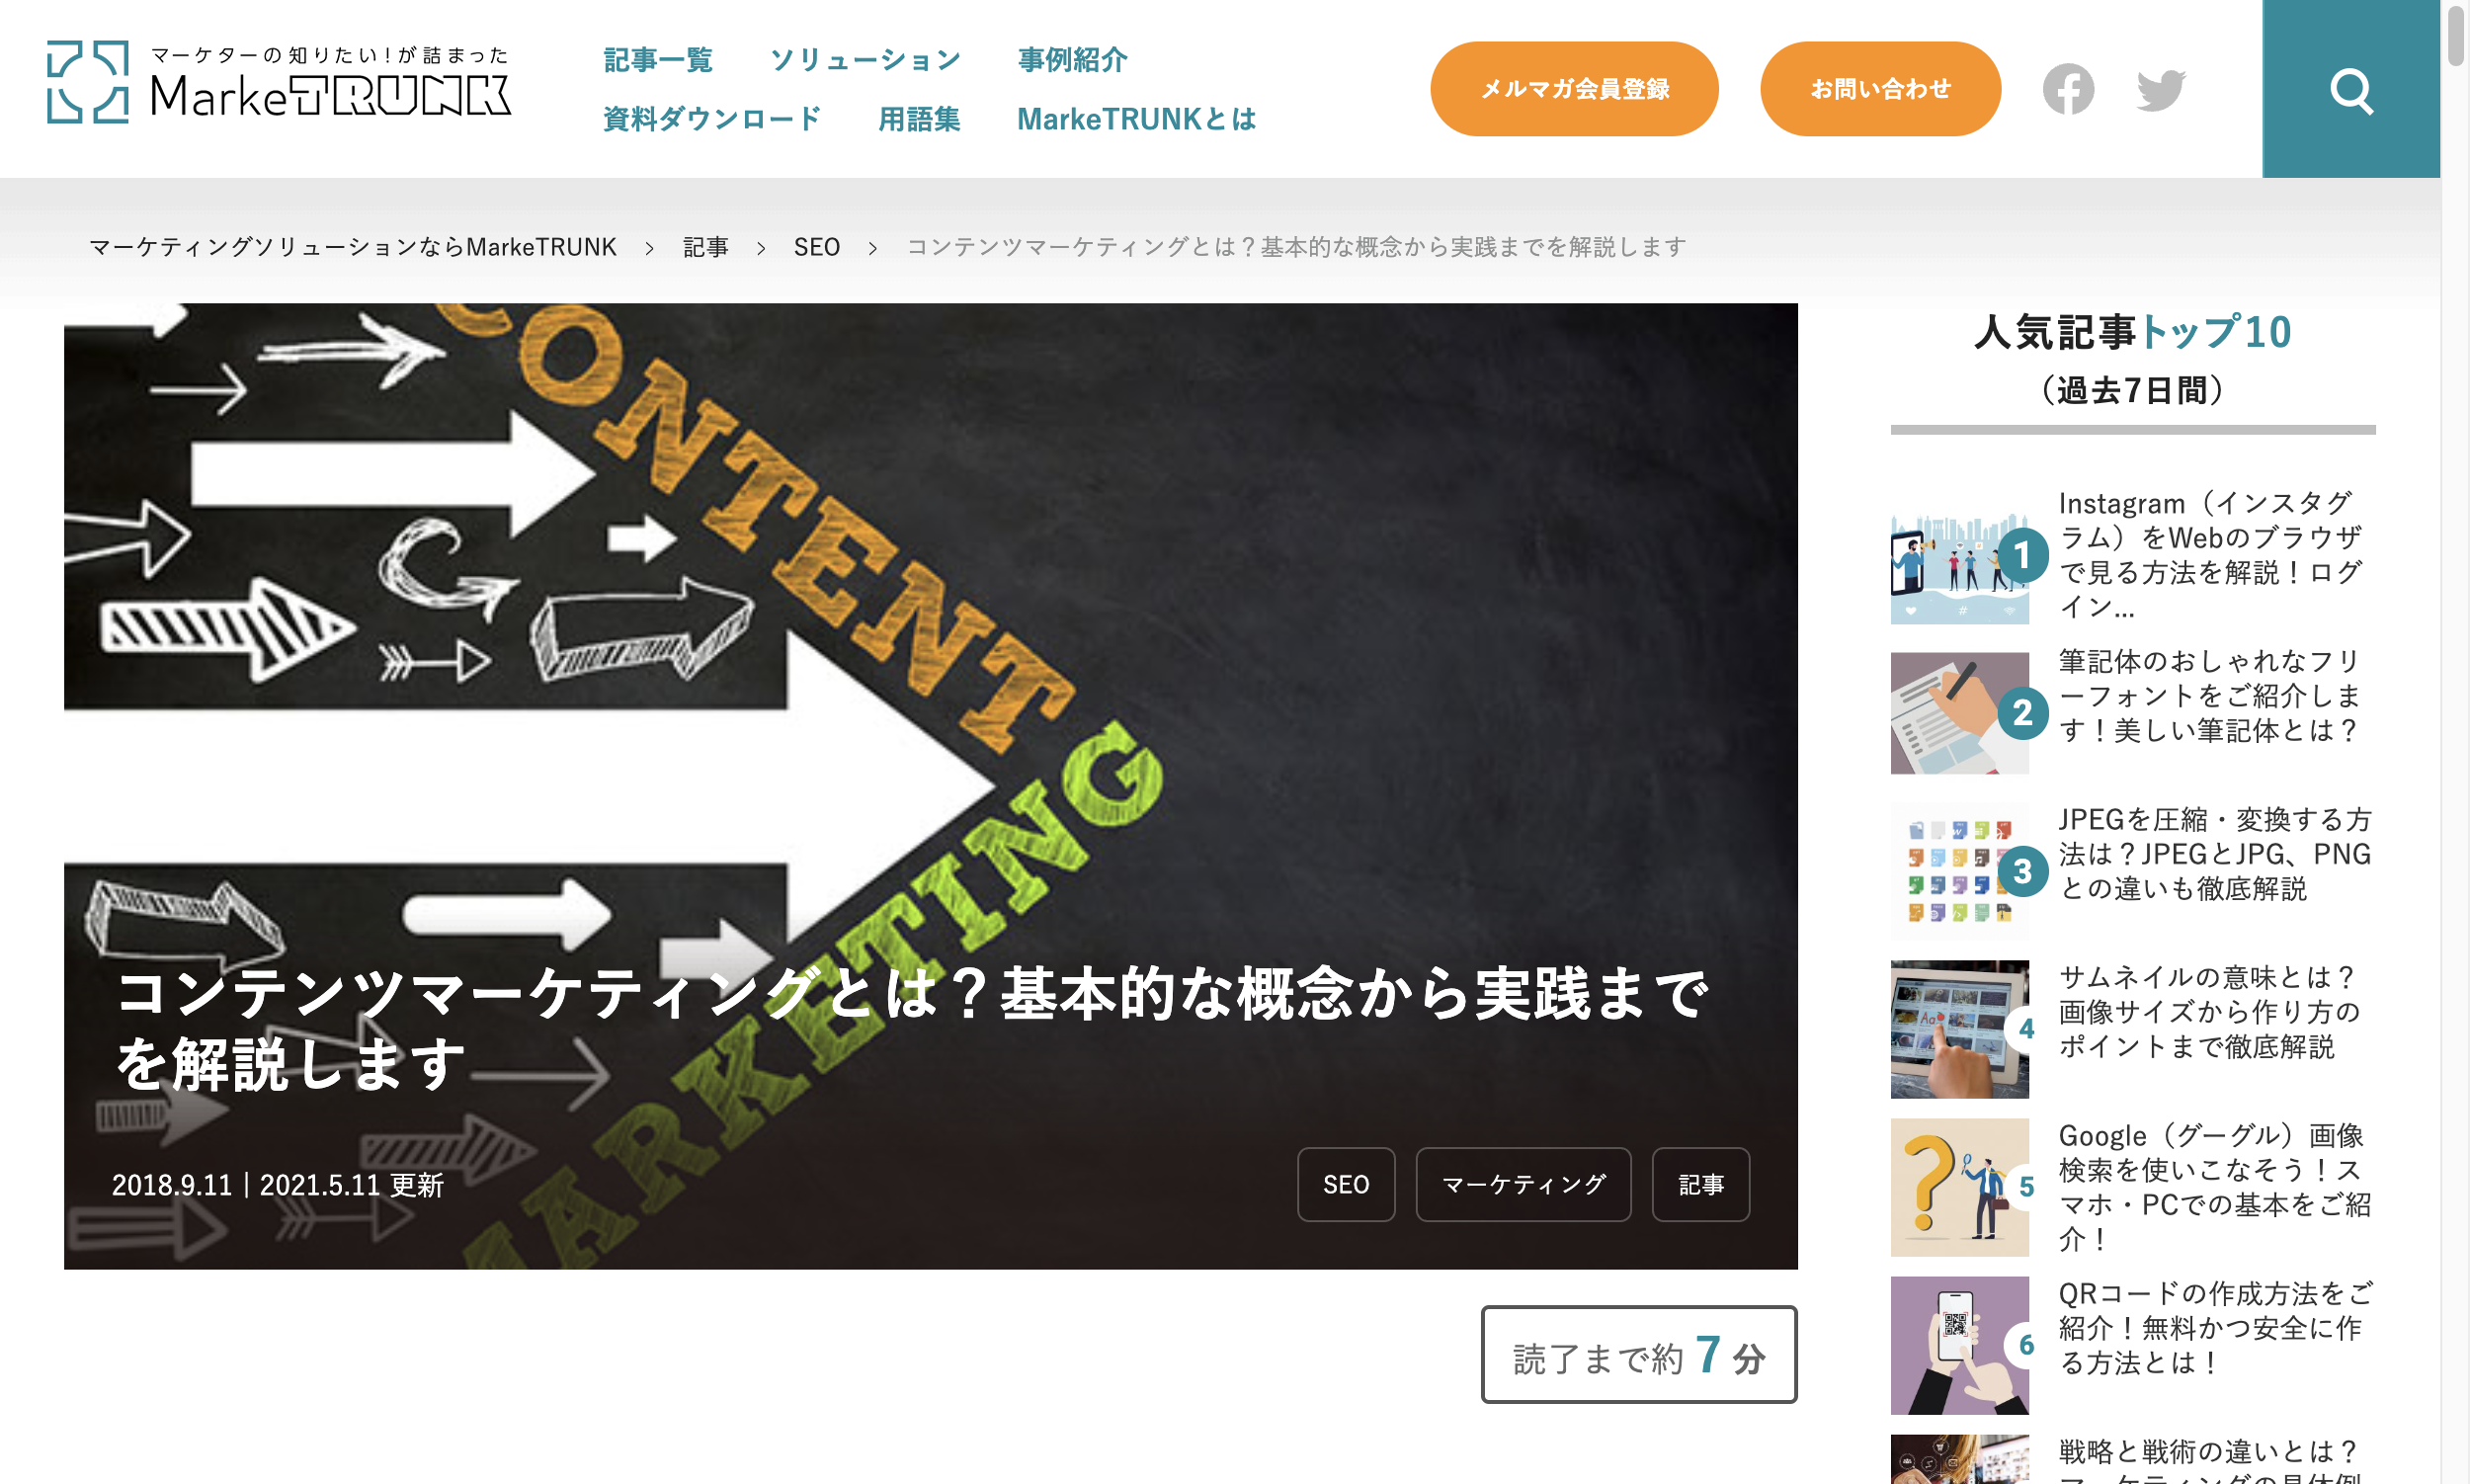 マーケターの知りたい！が詰まった
MarkeTRUNK
記事一覧 ソリューション 事例紹介
資料ダウンロード 用語集 MarkeTRUNKとは
メルマガ会員登録
お問い合わせ
マーケティングソリューションならMarkeTRUNK > 記事 > SEO > コンテンツマーケティングとは？基本的な概念から実践までを解説します
CONTENT
MARKETING
コンテンツマーケティングとは？基本的な概念から実践まで
を解説します
2018.9.11｜2021.5.11 更新
SEO
マーケティング
記事
読了まで約 7 分
人気記事トップ10
（過去7日間）
1
Instagram（インスタグ
ラム）をWebのブラウザ
で見る方法を解説！ログ
イン...
2
筆記体のおしゃれなフリ
ーフォントをご紹介しま
す！美しい筆記体とは？
3
JPEGを圧縮・変換する方
法は？JPEGとJPG、PNG
との違いも徹底解説
4
サムネイルの意味とは？
画像サイズから作り方の
ポイントまで徹底解説
5
Google（グーグル）画像
検索を使いこなそう！ス
マホ・PCでの基本をご紹
介！
6
QRコードの作成方法をご
紹介！無料かつ安全に作
る方法とは！
戦略と戦術の違いとは？
マーケティングの具体例